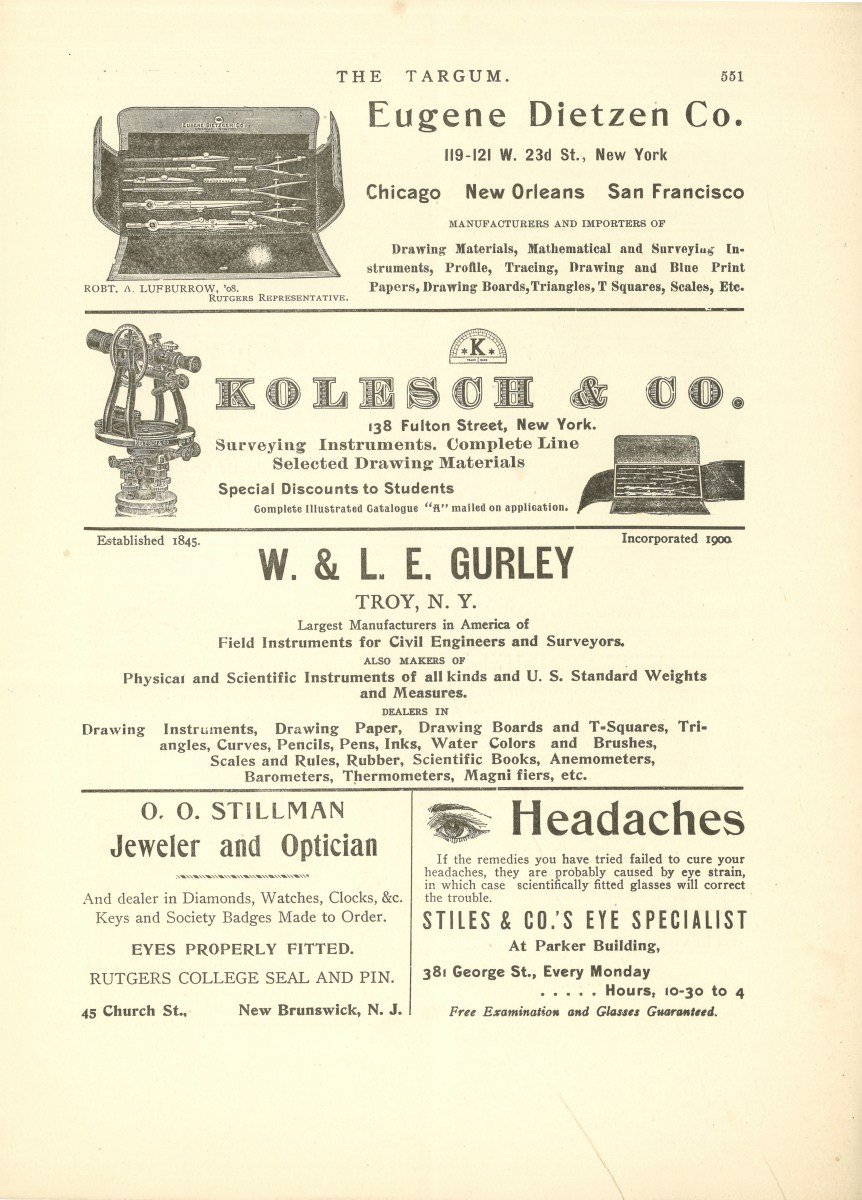 THE TARGUM.
551
EUGENE DIETZGEN CO.
ROBT. A. LUFBURROW, '08.
RUTGERS REPRESENTATIVE.
Eugene Dietzen Co.
119-121 W. 23d St., New York
Chicago New Orleans San Francisco
MANUFACTURERS AND IMPORTERS OF
Drawing Materials, Mathematical and Surveying In-
struments, Profile, Tracing, Drawing and Blue Print
Papers, Drawing Boards, Triangles, T Squares, Scales, Etc.
K
TRADE MARK
KOLESCH & CO.
138 Fulton Street, New York.
Surveying Instruments. Complete Line
Selected Drawing Materials
Special Discounts to Students
Complete Illustrated Catalogue "A" mailed on application.
Established 1845.
Incorporated 1900
W. & L. E. GURLEY
TROY, N. Y.
Largest Manufacturers in America of
Field Instruments for Civil Engineers and Surveyors.
ALSO MAKERS OF
Physical and Scientific Instruments of all kinds and U. S. Standard Weights
and Measures.
DEALERS IN
Drawing Instruments, Drawing Paper, Drawing Boards and T-Squares, Tri-
angles, Curves, Pencils, Pens, Inks, Water Colors and Brushes,
Scales and Rules, Rubber, Scientific Books, Anemometers,
Barometers, Thermometers, Magni fiers, etc.
O. O. STILLMAN
Jeweler and Optician
And dealer in Diamonds, Watches, Clocks, &c.
Keys and Society Badges Made to Order.
EYES PROPERLY FITTED.
RUTGERS COLLEGE SEAL AND PIN.
45 Church St., New Brunswick, N. J.
Headaches
If the remedies you have tried failed to cure your
headaches, they are probably caused by eye strain,
in which case scientifically fitted glasses will correct
the trouble.
STILES & CO.'S EYE SPECIALIST
At Parker Building,
381 George St., Every Monday
. . . . . Hours, 10-30 to 4
Free Examination and Glasses Guaranteed.